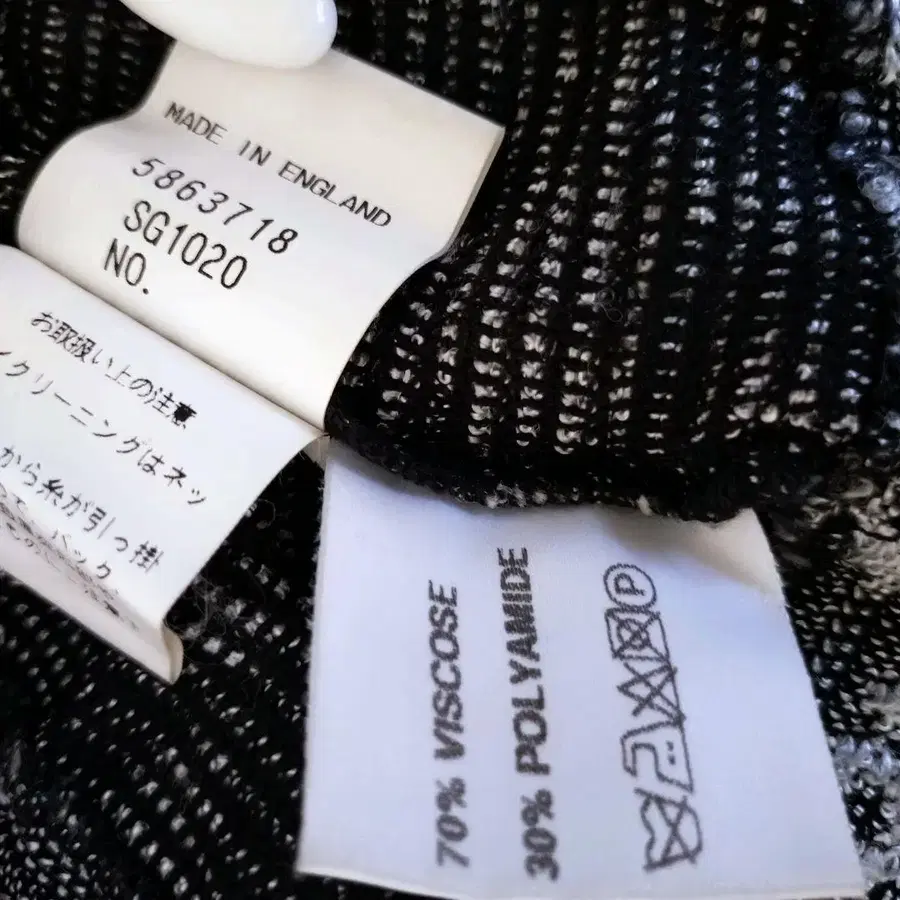 MADE IN ENGLAND
5863718
SG1020
NO.
お取扱い上の注意
クリーニングはネッ
から糸が引っ掛
パック
70% VISCOSE
30% POLYAMIDE
P